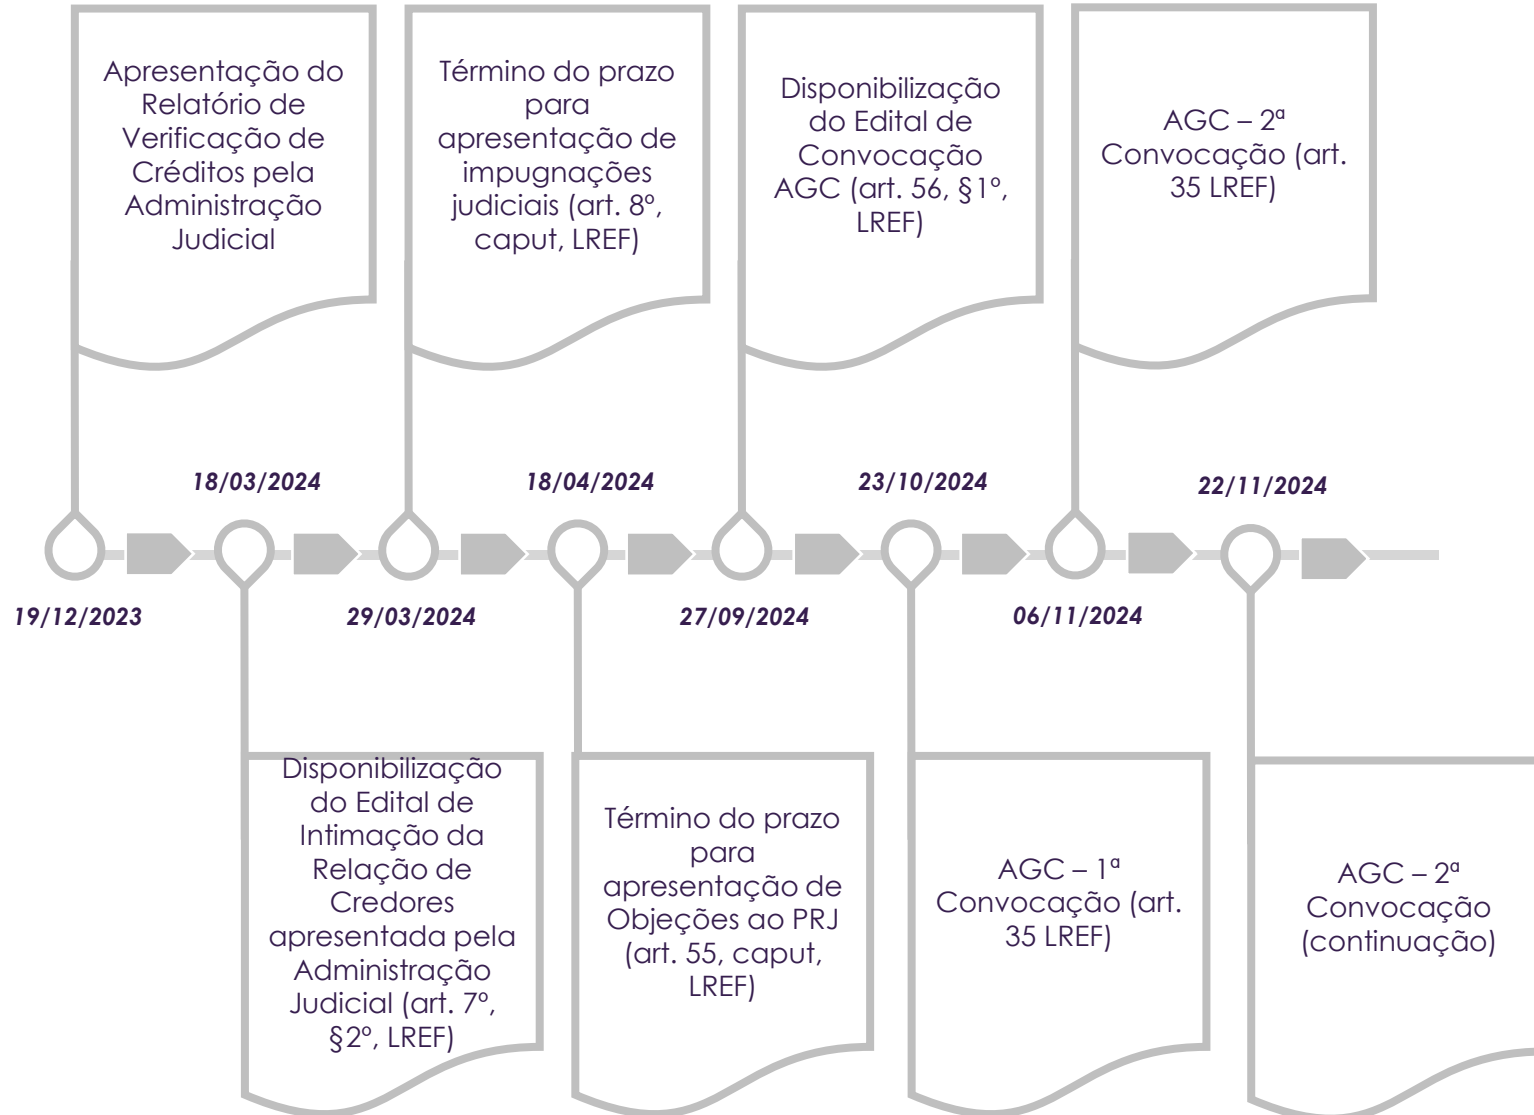 Apresentação do
Relatório de
Verificação de
Créditos pela
Administração
Judicial
Término do prazo
para
apresentação de
impugnações
judiciais (art. 8º,
caput, LREF)
Disponibilização
do Edital de
Convocação
AGC (art. 56, §1º,
LREF)
AGC – 2ª
Convocação (art.
35 LREF)
18/03/2024
18/04/2024
23/10/2024
22/11/2024
19/12/2023
29/03/2024
27/09/2024
06/11/2024
Disponibilização
do Edital de
Intimação da
Relação de
Credores
apresentada pela
Administração
Judicial (art. 7º,
§2º, LREF)
Término do prazo
para
apresentação de
Objeções ao PRJ
(art. 55, caput,
LREF)
AGC – 1ª
Convocação (art.
35 LREF)
AGC – 2ª
Convocação
(continuação)